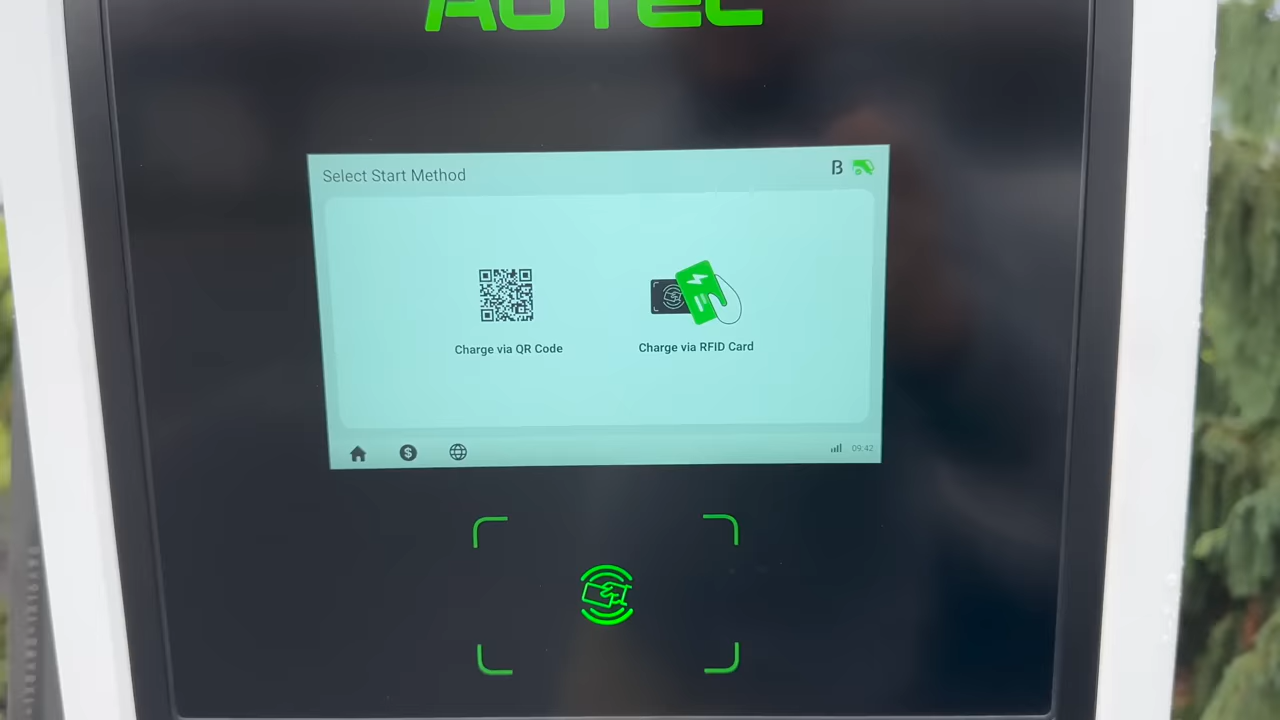 AUTEL
Select Start Method
B
Charge via QR Code
Charge via RFID Card
$
09:42